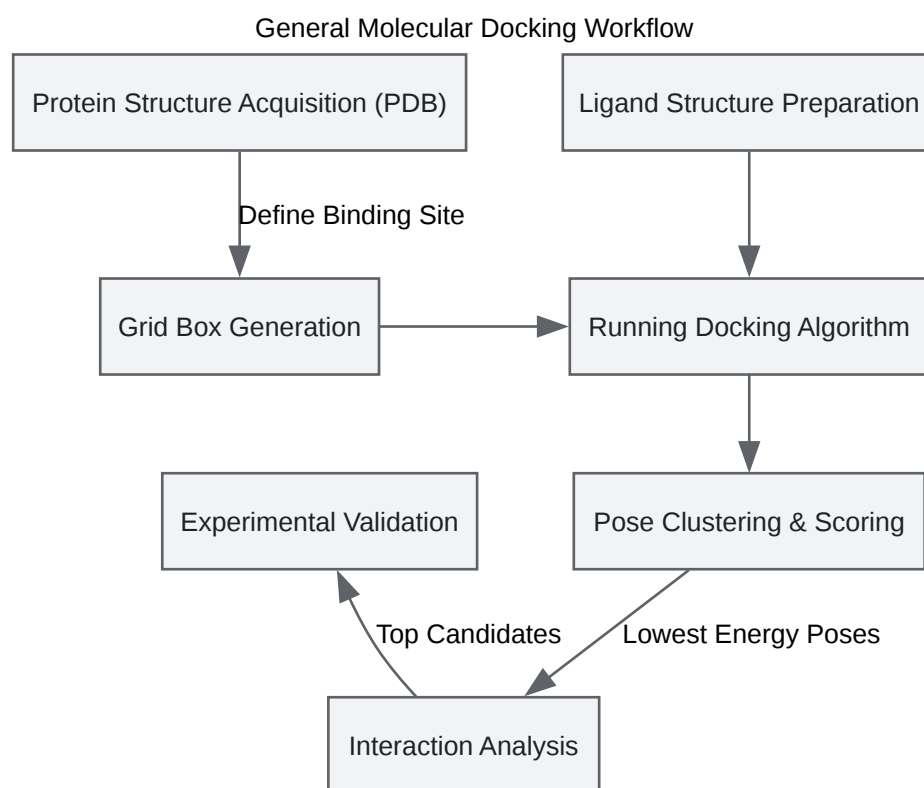 General Molecular Docking Workflow
Protein Structure Acquisition (PDB)
Ligand Structure Preparation
Define Binding Site
Grid Box Generation
Running Docking Algorithm
Experimental Validation
Pose Clustering & Scoring
Top Candidates
Lowest Energy Poses
Interaction Analysis